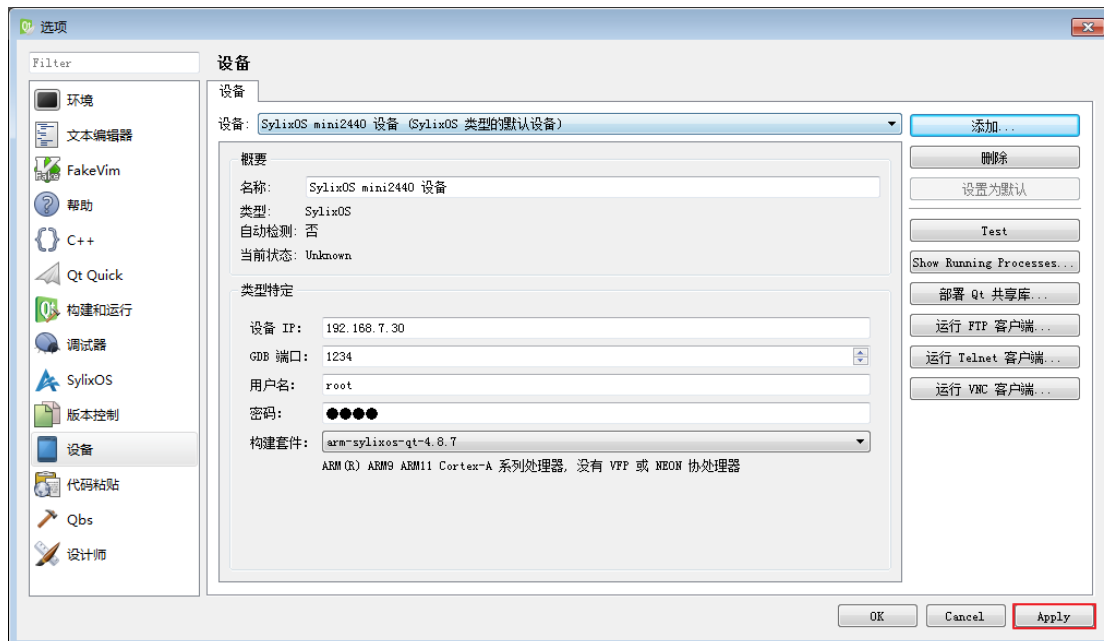 选项
Filter
环境
文本编辑器
FakeVim
帮助
C++
Qt Quick
构建和运行
调试器
SylixOS
版本控制
设备
代码粘贴
Qbs
设计师
设备
设备
设备: SylixOS mini2440 设备 (SylixOS 类型的默认设备)
概要
名称: SylixOS mini2440 设备
类型: SylixOS
自动检测: 否
当前状态: Unknown
类型特定
设备 IP: 192.168.7.30
GDB 端口: 1234
用户名: root
密码: ●●●●
构建套件: arm-sylixos-qt-4.8.7
ARM(R) ARM9 ARM11 Cortex-A 系列处理器, 没有 VFP 或 NEON 协处理器
添加...
删除
设置为默认
Test
Show Running Processes...
部署 Qt 共享库...
运行 FTP 客户端...
运行 Telnet 客户端...
运行 VNC 客户端...
OK
Cancel
Apply